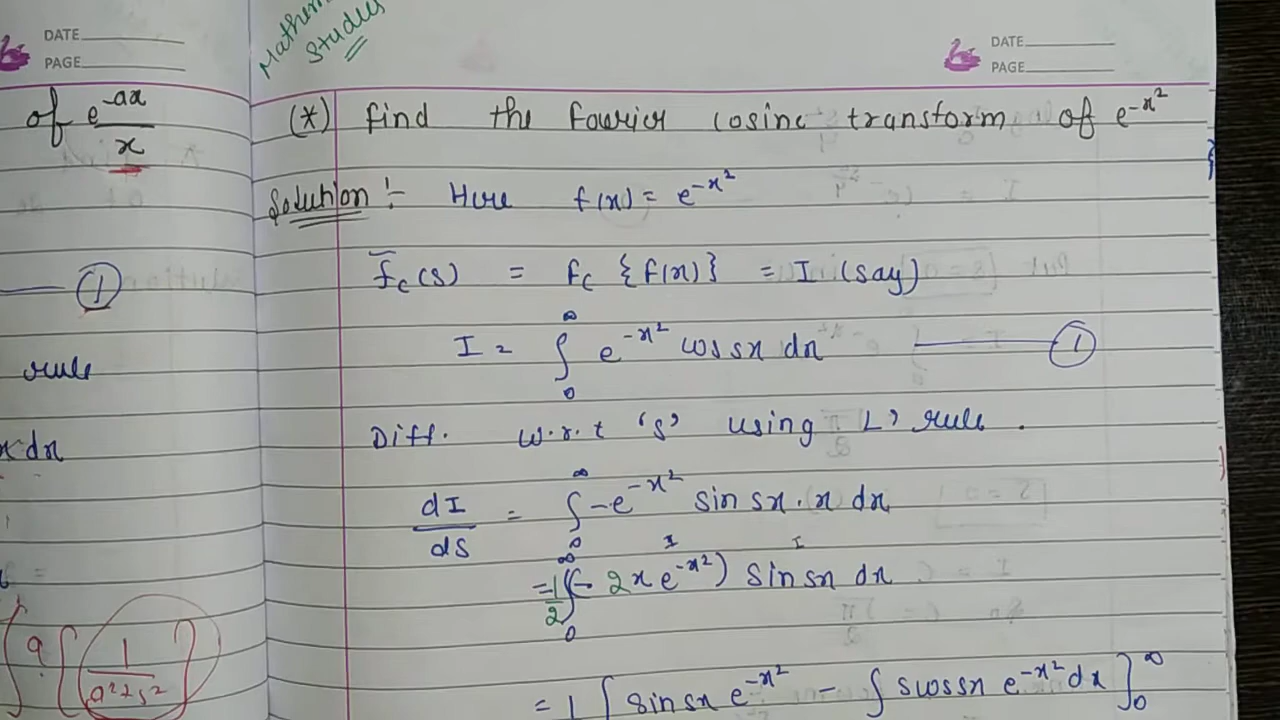 DATE
PAGE
of e^-ax/x
1
rule
x dx
a
1/a²+s²
Mathem
Studies
DATE
PAGE
(*) find the fourier cosine transform of e^-x²
Solution :- Here f(x) = e^-x²
f̅c(s) = fc {f(x)} = I (say)
I = ∫₀^∞ e^-x² cos sx dx ——— 1
Diff. w.r.t 's' using L' rule .
dI/ds = ∫₀^∞ -e^-x² sin sx . x dx
= 1/2 ∫₀^∞ (- 2x e^-x²) sin sx dx
= 1 [ sin sx e^-x² - ∫ s cos sx e^-x² dx ]₀^∞